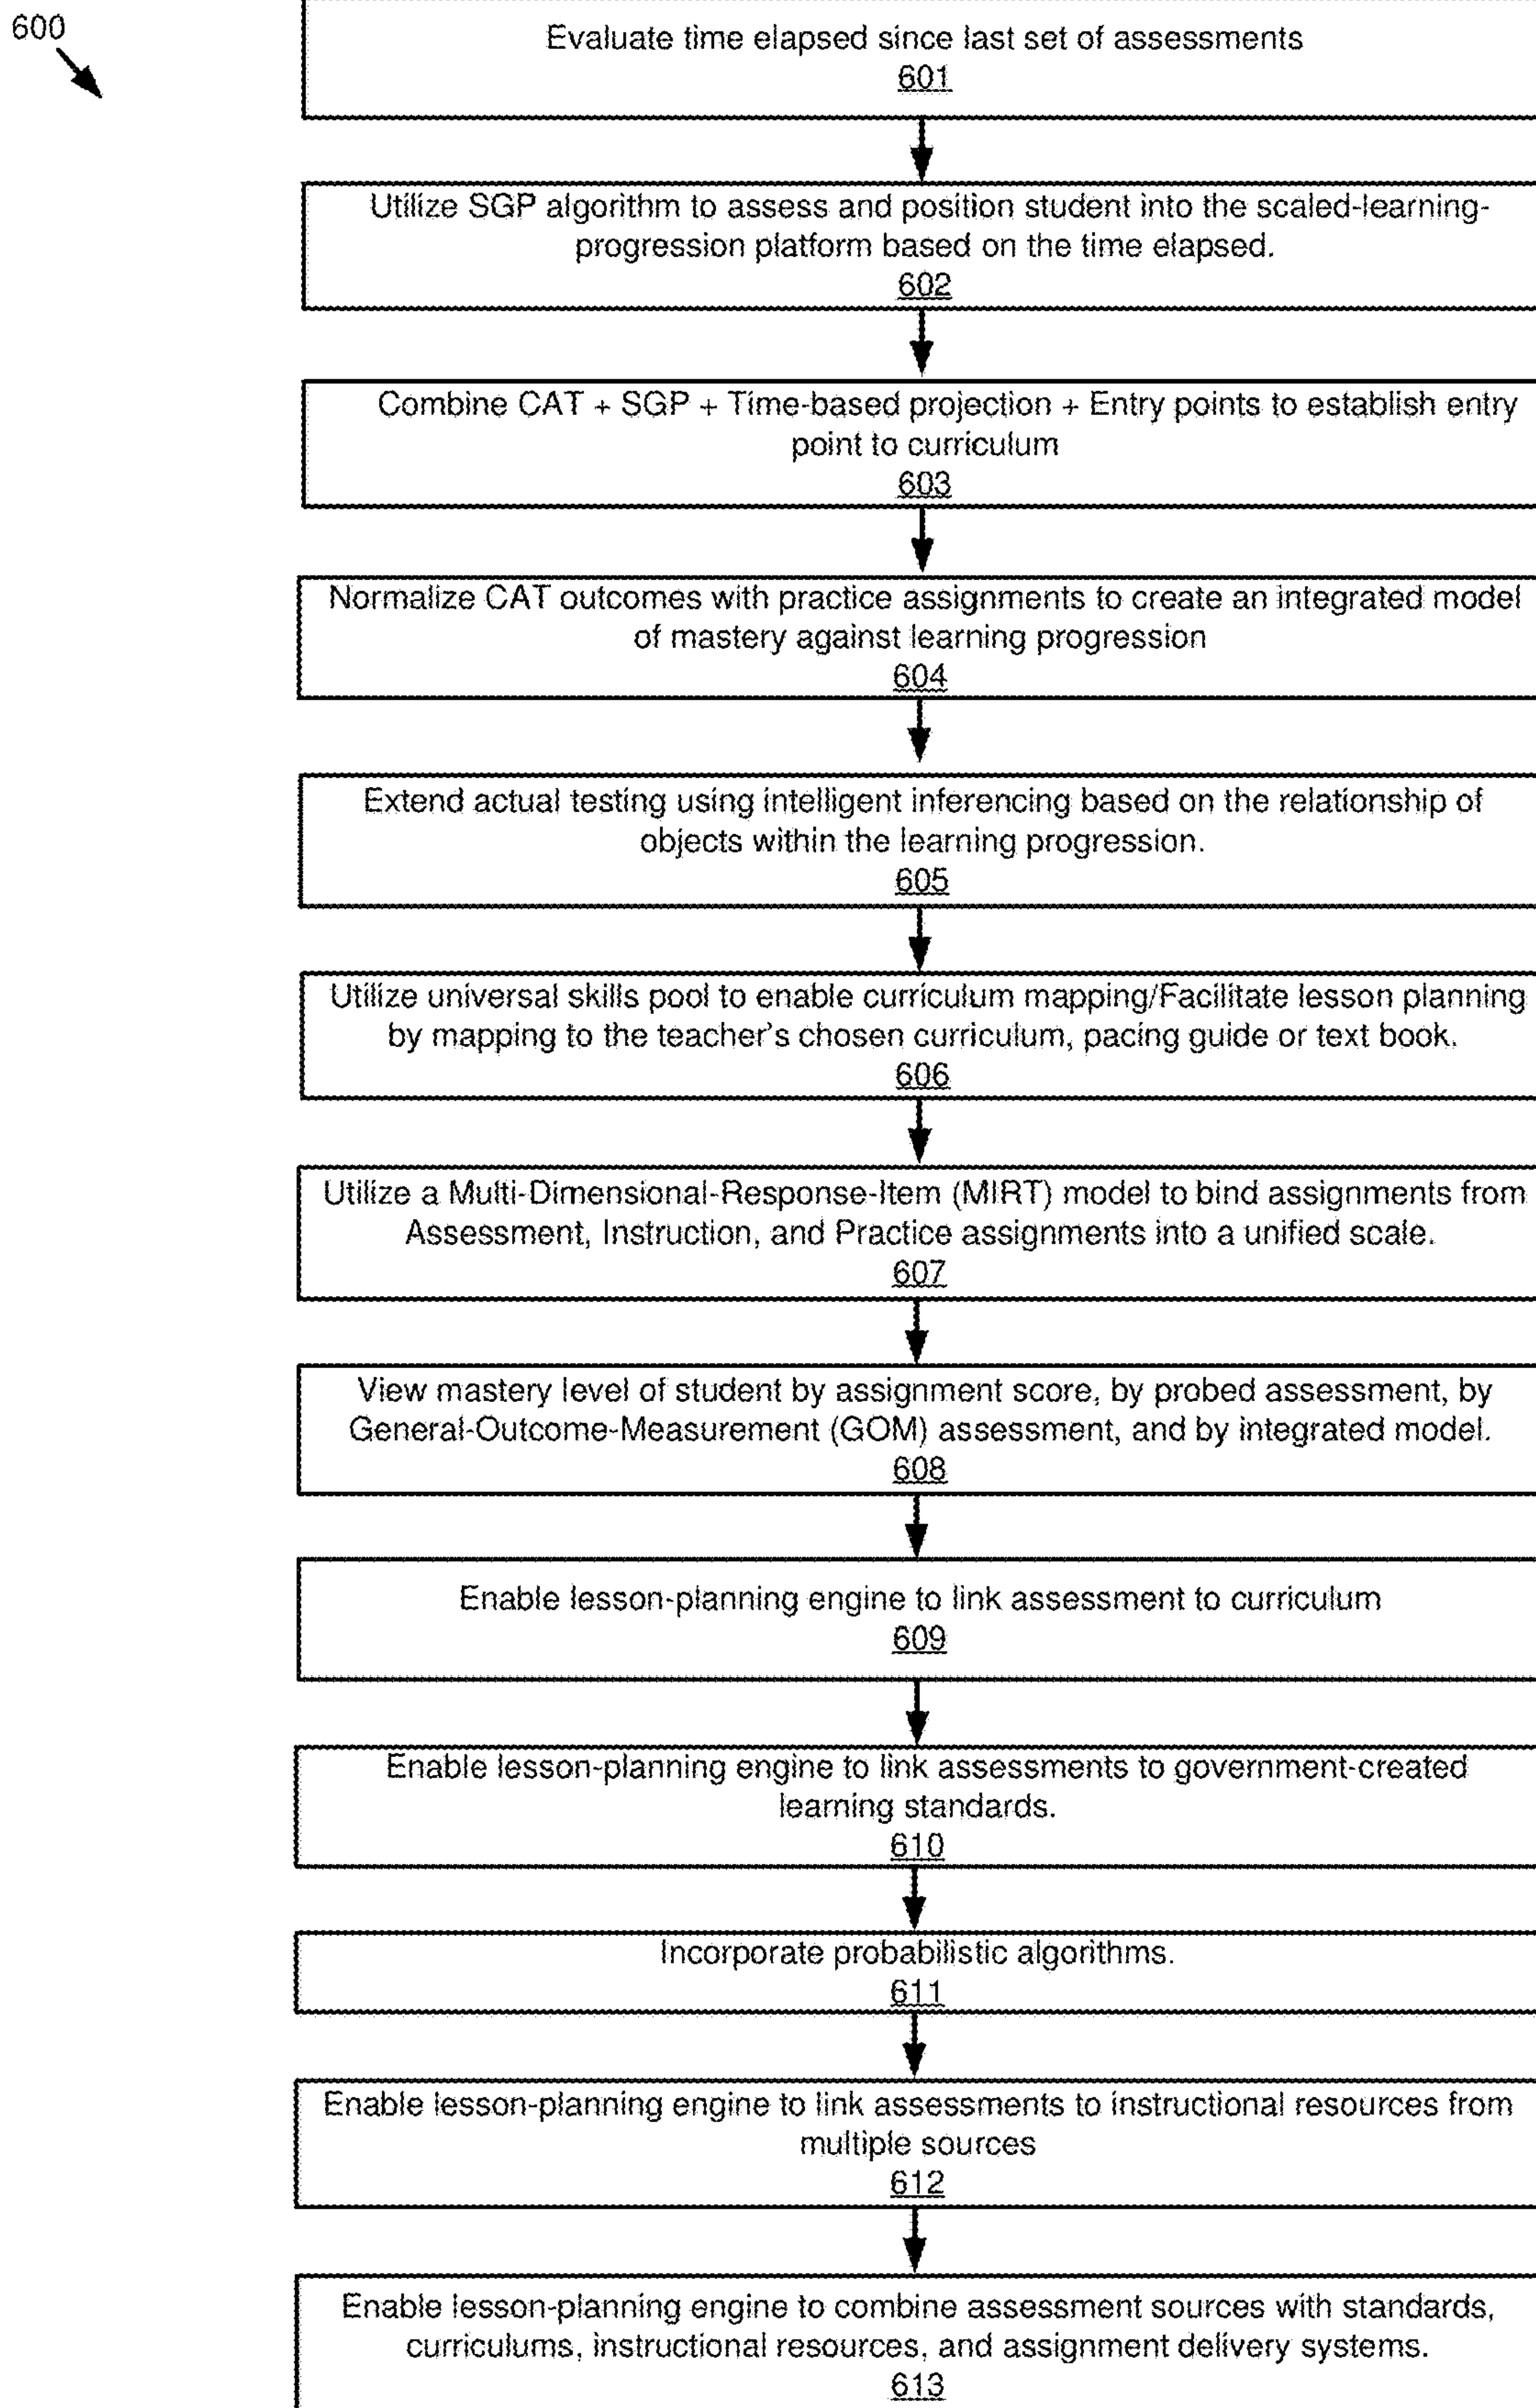 600
Evaluate time elapsed since last set of assessments
601
Utilize SGP algorithm to assess and position student into the scaled-learning-
progression platform based on the time elapsed.
602
Combine CAT + SGP + Time-based projection + Entry points to establish entry
point to curriculum
603
Normalize CAT outcomes with practice assignments to create an integrated model
of mastery against learning progression
604
Extend actual testing using intelligent inferencing based on the relationship of
objects within the learning progression.
605
Utilize universal skills pool to enable curriculum mapping/Facilitate lesson planning
by mapping to the teacher's chosen curriculum, pacing guide or text book.
606
Utilize a Multi-Dimensional-Response-Item (MIRT) model to bind assignments from
Assessment, Instruction, and Practice assignments into a unified scale.
607
View mastery level of student by assignment score, by probed assessment, by
General-Outcome-Measurement (GOM) assessment, and by integrated model.
608
Enable lesson-planning engine to link assessment to curriculum
609
Enable lesson-planning engine to link assessments to government-created
learning standards.
610
Incorporate probabilistic algorithms.
611
Enable lesson-planning engine to link assessments to instructional resources from
multiple sources
612
Enable lesson-planning engine to combine assessment sources with standards,
curriculums, instructional resources, and assignment delivery systems.
613